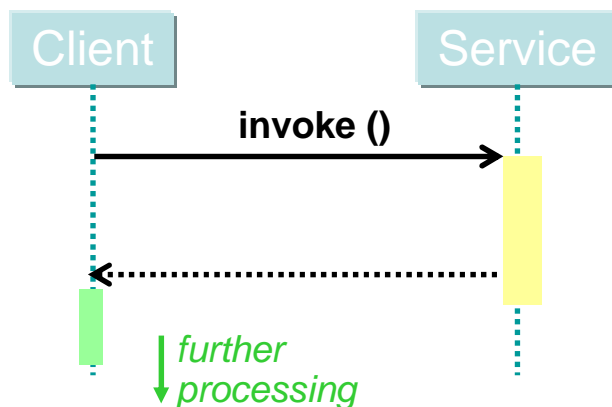 Client
Service
invoke ()
further
processing